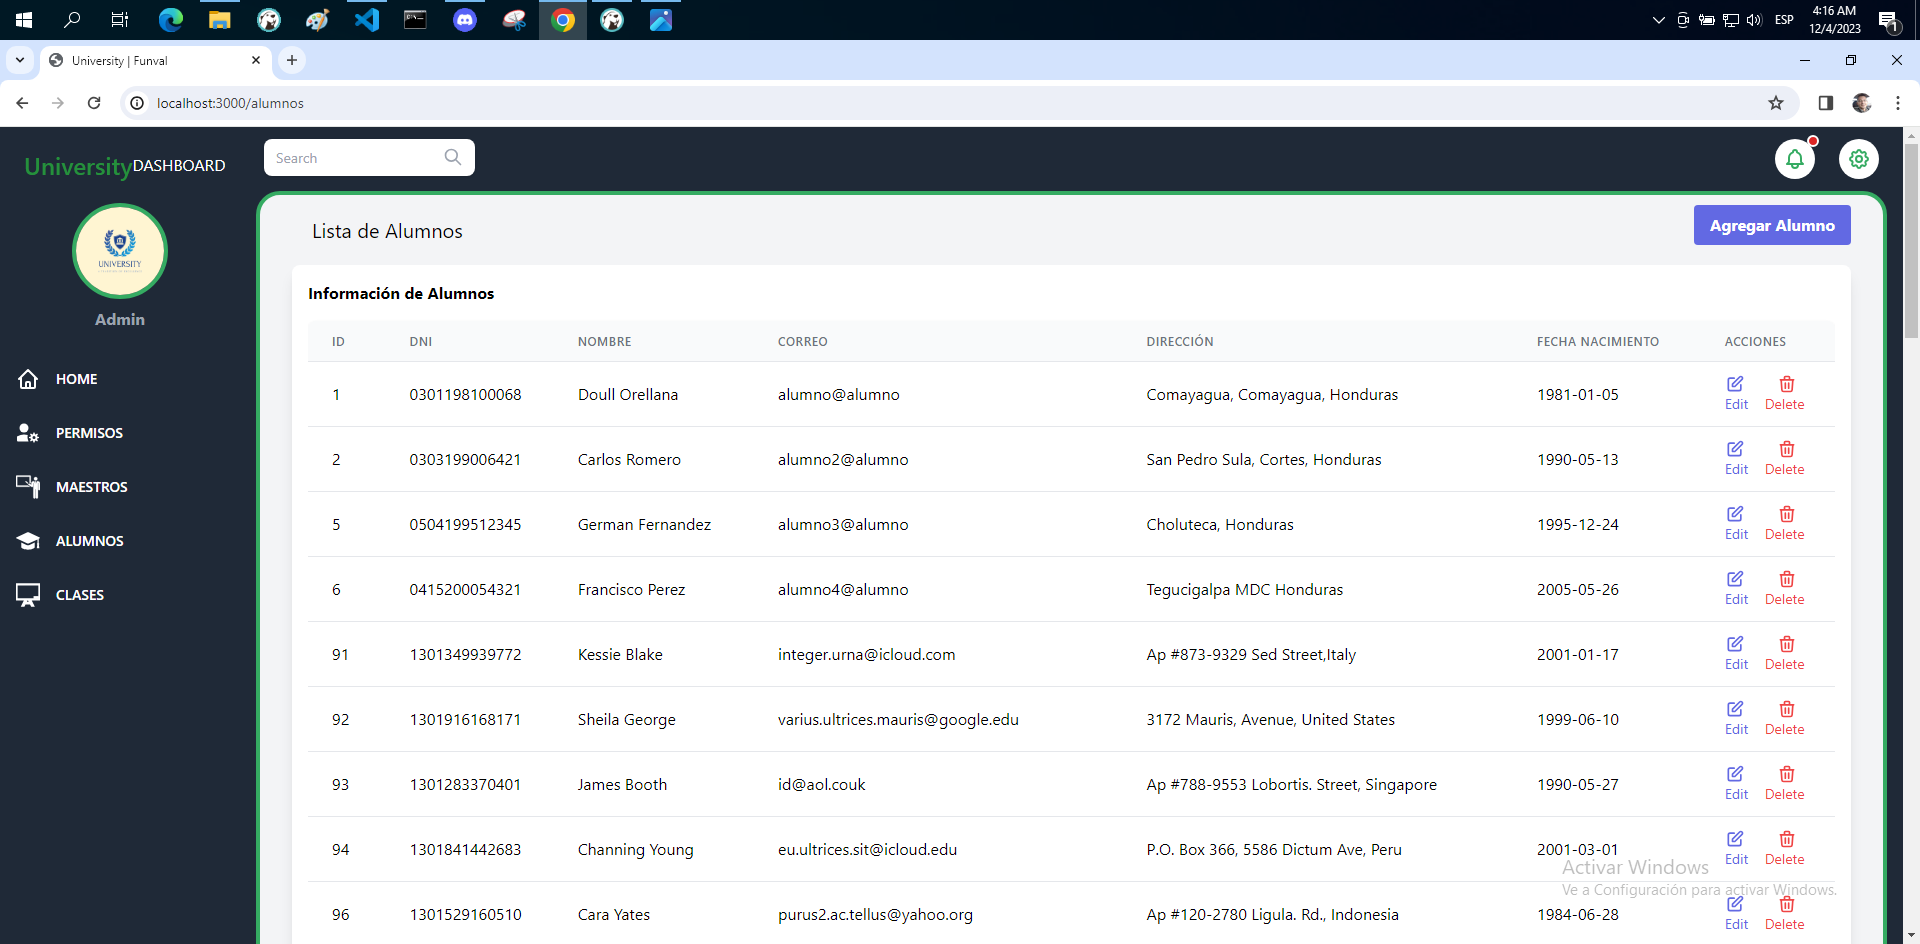 ESP
4:16 AM
12/4/2023
1
University | Funval
localhost:3000/alumnos
UniversityDASHBOARD
Search
UNIVERSITY
Admin
HOME
PERMISOS
MAESTROS
ALUMNOS
CLASES
Lista de Alumnos
Agregar Alumno
Información de Alumnos
ID DNI NOMBRE CORREO DIRECCIÓN FECHA NACIMIENTO ACCIONES
1 0301198100068 Doull Orellana alumno@alumno Comayagua, Comayagua, Honduras 1981-01-05 Edit Delete
2 0303199006421 Carlos Romero alumno2@alumno San Pedro Sula, Cortes, Honduras 1990-05-13 Edit Delete
5 0504199512345 German Fernandez alumno3@alumno Choluteca, Honduras 1995-12-24 Edit Delete
6 0415200054321 Francisco Perez alumno4@alumno Tegucigalpa MDC Honduras 2005-05-26 Edit Delete
91 1301349939772 Kessie Blake integer.urna@icloud.com Ap #873-9329 Sed Street,Italy 2001-01-17 Edit Delete
92 1301916168171 Sheila George varius.ultrices.mauris@google.edu 3172 Mauris, Avenue, United States 1999-06-10 Edit Delete
93 1301283370401 James Booth id@aol.couk Ap #788-9553 Lobortis. Street, Singapore 1990-05-27 Edit Delete
94 1301841442683 Channing Young eu.ultrices.sit@icloud.edu P.O. Box 366, 5586 Dictum Ave, Peru 2001-03-01 Edit Delete
96 1301529160510 Cara Yates purus2.ac.tellus@yahoo.org Ap #120-2780 Ligula. Rd., Indonesia 1984-06-28 Edit Delete
Activar Windows
Ve a Configuración para activar Windows.